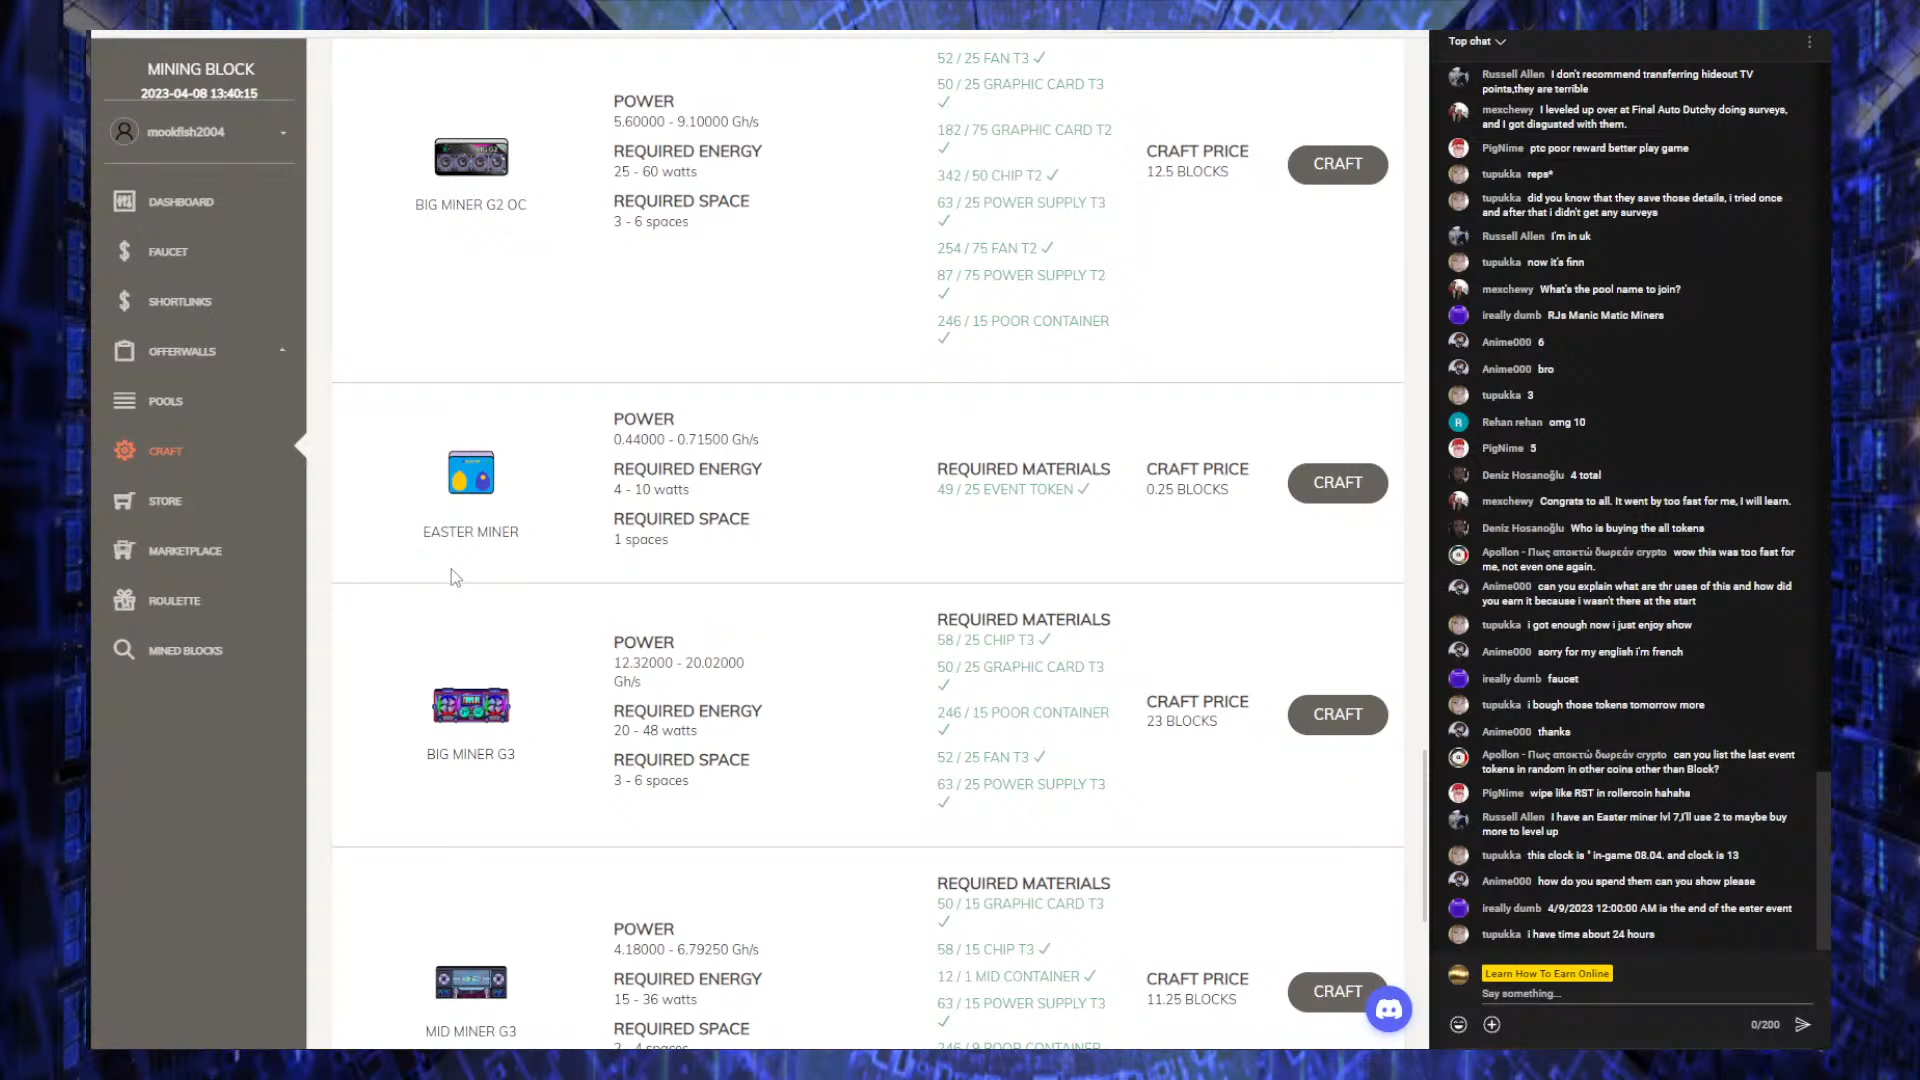 MINING BLOCK
2023-04-08 13:40:15
mookfish2004
DASHBOARD
FAUCET
SHORTLINKS
OFFERWALLS
POOLS
CRAFT
STORE
MARKETPLACE
ROULETTE
MINED BLOCKS
BIG MINER G2 OC
POWER
5.60000 - 9.10000 Gh/s
REQUIRED ENERGY
25 - 60 watts
REQUIRED SPACE
3 - 6 spaces
52 / 25 FAN T3 ✓
50 / 25 GRAPHIC CARD T3
✓
182 / 75 GRAPHIC CARD T2
✓
342 / 50 CHIP T2 ✓
63 / 25 POWER SUPPLY T3
✓
254 / 75 FAN T2 ✓
87 / 75 POWER SUPPLY T2
✓
246 / 15 POOR CONTAINER
✓
CRAFT PRICE
12.5 BLOCKS
CRAFT
EASTER MINER
POWER
0.44000 - 0.71500 Gh/s
REQUIRED ENERGY
4 - 10 watts
REQUIRED SPACE
1 spaces
REQUIRED MATERIALS
49 / 25 EVENT TOKEN ✓
CRAFT PRICE
0.25 BLOCKS
CRAFT
BIG MINER G3
POWER
12.32000 - 20.02000
Gh/s
REQUIRED ENERGY
20 - 48 watts
REQUIRED SPACE
3 - 6 spaces
REQUIRED MATERIALS
58 / 25 CHIP T3 ✓
50 / 25 GRAPHIC CARD T3
✓
246 / 15 POOR CONTAINER
✓
52 / 25 FAN T3 ✓
63 / 25 POWER SUPPLY T3
✓
CRAFT PRICE
23 BLOCKS
CRAFT
MID MINER G3
POWER
4.18000 - 6.79250 Gh/s
REQUIRED ENERGY
15 - 36 watts
REQUIRED SPACE
2 - 4 spaces
REQUIRED MATERIALS
50 / 15 GRAPHIC CARD T3
✓
58 / 15 CHIP T3 ✓
12 / 1 MID CONTAINER ✓
63 / 15 POWER SUPPLY T3
✓
246 / 9 POOR CONTAINER
CRAFT PRICE
11.25 BLOCKS
CRAFT
Top chat
Russell Allen I don't recommend transferring hideout TV
points,they are terrible
mexchewy I leveled up over at Final Auto Dutchy doing surveys,
and I got disgusted with them.
PigNime ptc poor reward better play game
tupukka reps*
tupukka did you know that they save those details, i tried once
and after that i didn't get any surveys
Russell Allen I'm in uk
tupukka now it's finn
mexchewy What's the pool name to join?
ireally dumb RJs Manic Matic Miners
Anime000 6
Anime000 bro
tupukka 3
R
Rehan rehan omg 10
PigNime 5
Deniz Hosanoğlu 4 total
mexchewy Congrats to all. It went by too fast for me, I will learn.
Deniz Hosanoğlu Who is buying the all tokens
Apollon - Πως αποκτώ δωρεάν crypto wow this was too fast for
me, not even one again.
Anime000 can you explain what are thr uses of this and how did
you earn it because i wasn't there at the start
tupukka i got enough now i just enjoy show
Anime000 sorry for my english i'm french
ireally dumb faucet
tupukka i bough those tokens tomorrow more
Anime000 thanks
Apollon - Πως αποκτώ δωρεάν crypto can you list the last event
tokens in random in other coins other than Block?
PigNime wipe like RST in rollercoin hahaha
Russell Allen I have an Easter miner lvl 7,I'll use 2 to maybe buy
more to level up
tupukka this clock is " in-game 08.04. and clock is 13
Anime000 how do you spend them can you show please
ireally dumb 4/9/2023 12:00:00 AM is the end of the ester event
tupukka i have time about 24 hours
Learn How To Earn Online
Say something...
0/200